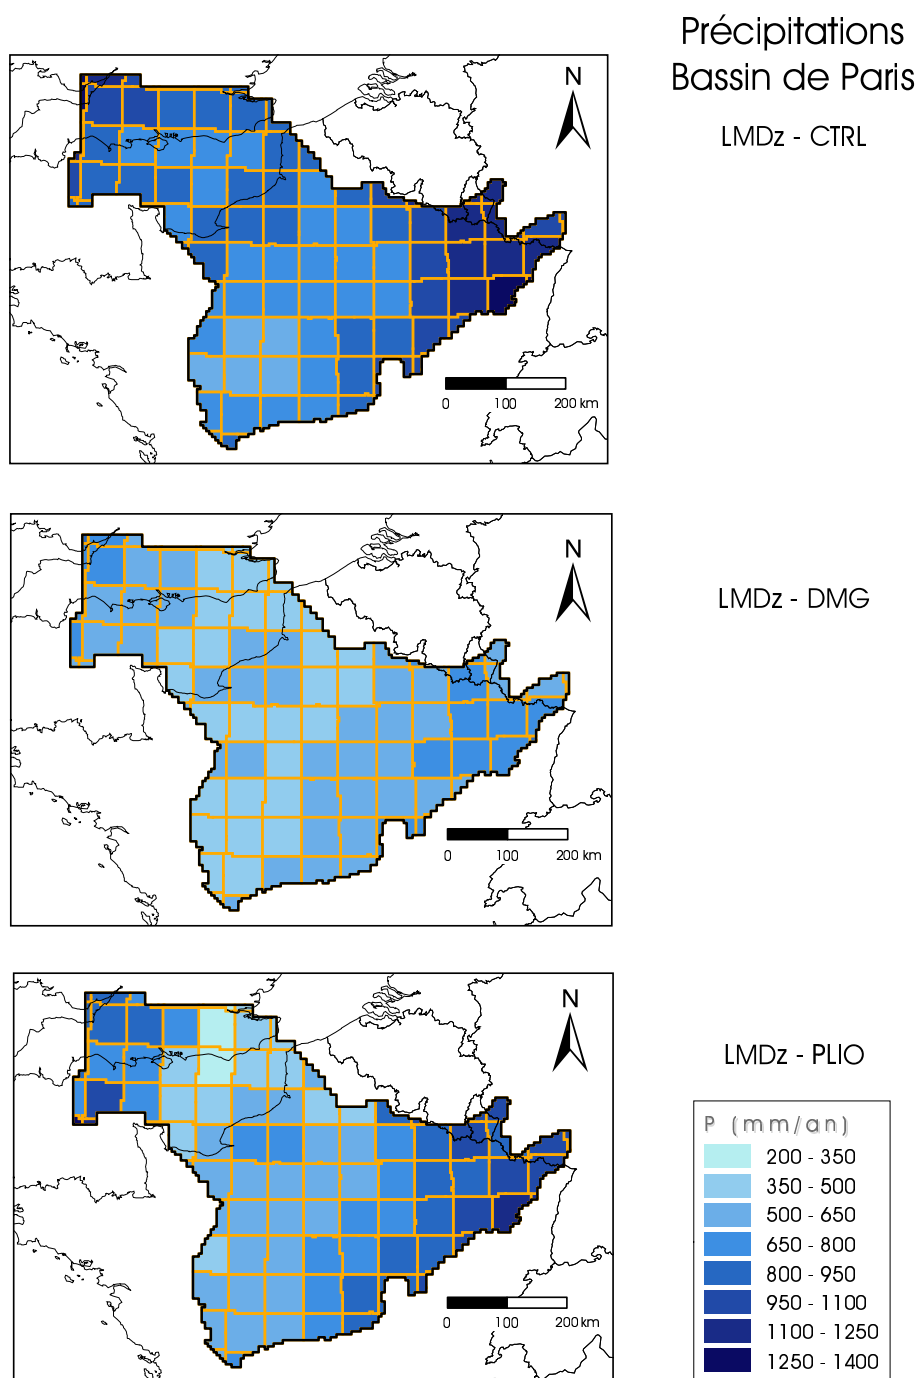 Précipitations
Bassin de Paris
LMDz - CTRL
N
0 100 200 km
LMDz - DMG
N
0 100 200 km
LMDz - PLIO
N
0 100 200 km
P (mm/an)
200 - 350
350 - 500
500 - 650
650 - 800
800 - 950
950 - 1100
1100 - 1250
1250 - 1400